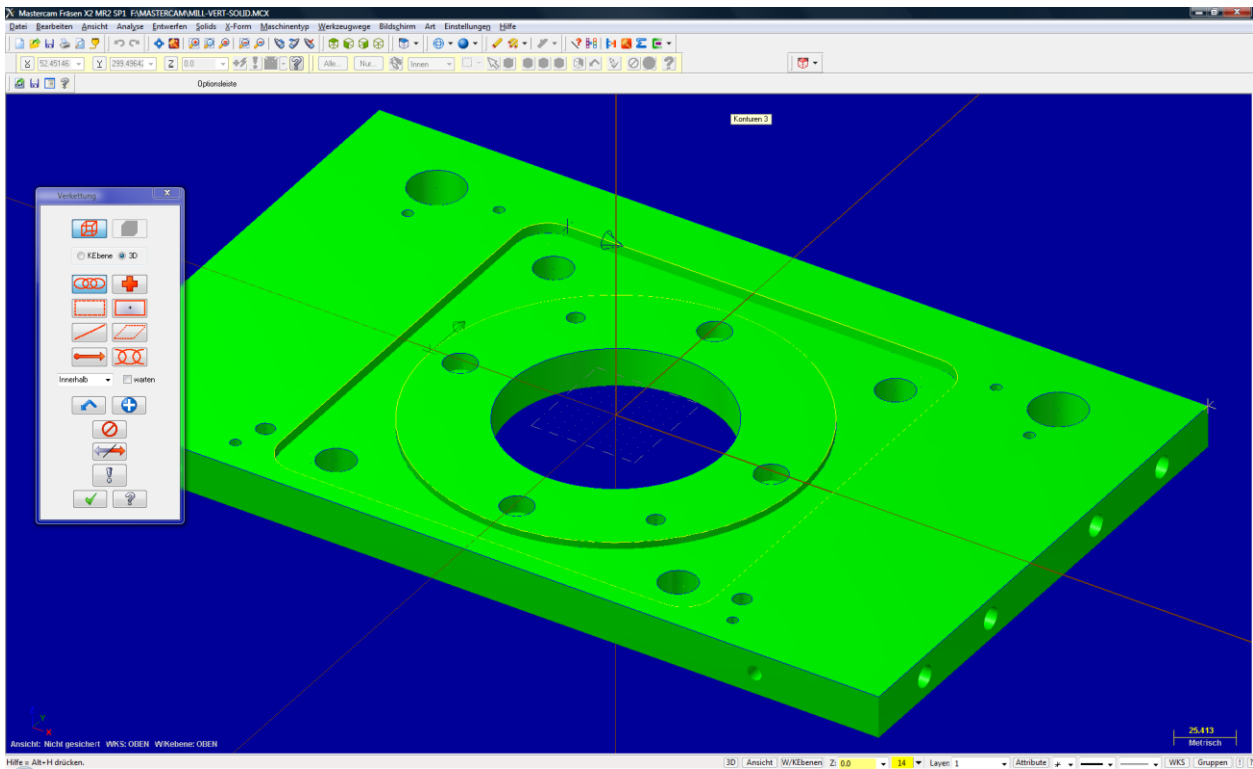 Mastercam Fräsen X2 MR2 SP1 F:\MASTERCAM\MILL-VERT-SOLID.MCX
Datei Bearbeiten Ansicht Analyse Entwerfen Solids X-Form Maschinentyp Werkzeugwege Bildschirm Art Einstellungen Hilfe
X 52.45146 Y 299.4964 Z 0.0 Alle... Nur... Innen
Optionsleiste
Konturen 3
Verkettung
KEbene 3D
Innerhalb warten
Y
X
25.413
Metrisch
Ansicht: Nicht gesichert WKS: OBEN W/KEbene: OBEN
Hilfe = Alt+H drücken. 3D Ansicht W/KEbenen Z: 0.0 14 Layer: 1 Attribute WKS Gruppen ! !